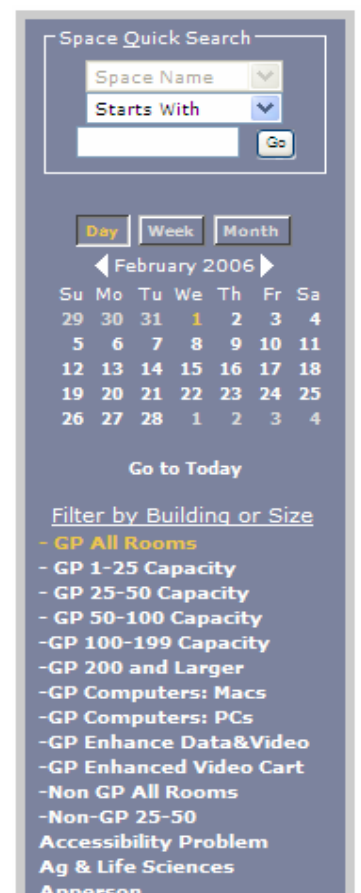 Space Quick Search
Space Name
Starts With
Go
Day Week Month
February 2006
Su Mo Tu We Th Fr Sa
29 30 31 1 2 3 4
5 6 7 8 9 10 11
12 13 14 15 16 17 18
19 20 21 22 23 24 25
26 27 28 1 2 3 4
Go to Today
Filter by Building or Size
- GP All Rooms
- GP 1-25 Capacity
- GP 25-50 Capacity
- GP 50-100 Capacity
-GP 100-199 Capacity
-GP 200 and Larger
-GP Computers: Macs
-GP Computers: PCs
-GP Enhance Data&Video
-GP Enhanced Video Cart
-Non GP All Rooms
-Non-GP 25-50
Accessibility Problem
Ag & Life Sciences
Apperson